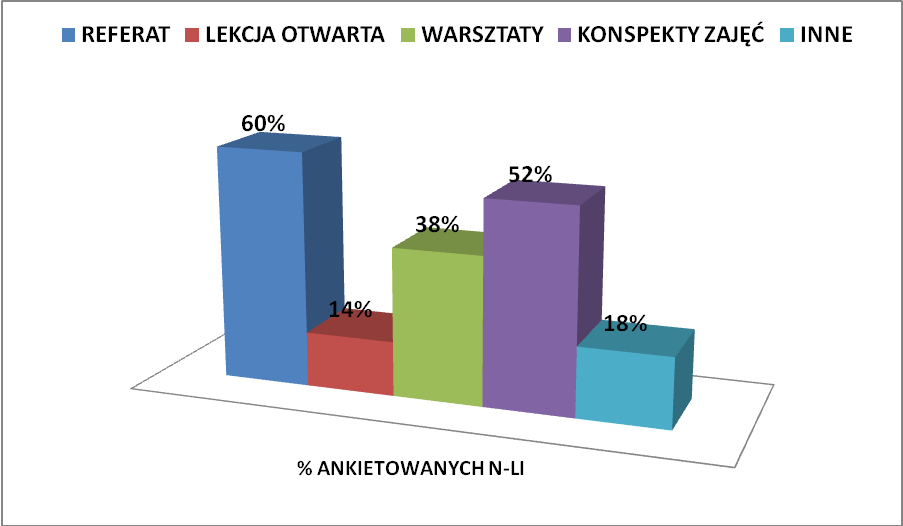 REFERAT LEKCJA OTWARTA WARSZTATY KONSPEKTY ZAJĘĆ INNE
60%
14%
38%
52%
18%
% ANKIETOWANYCH N-LI